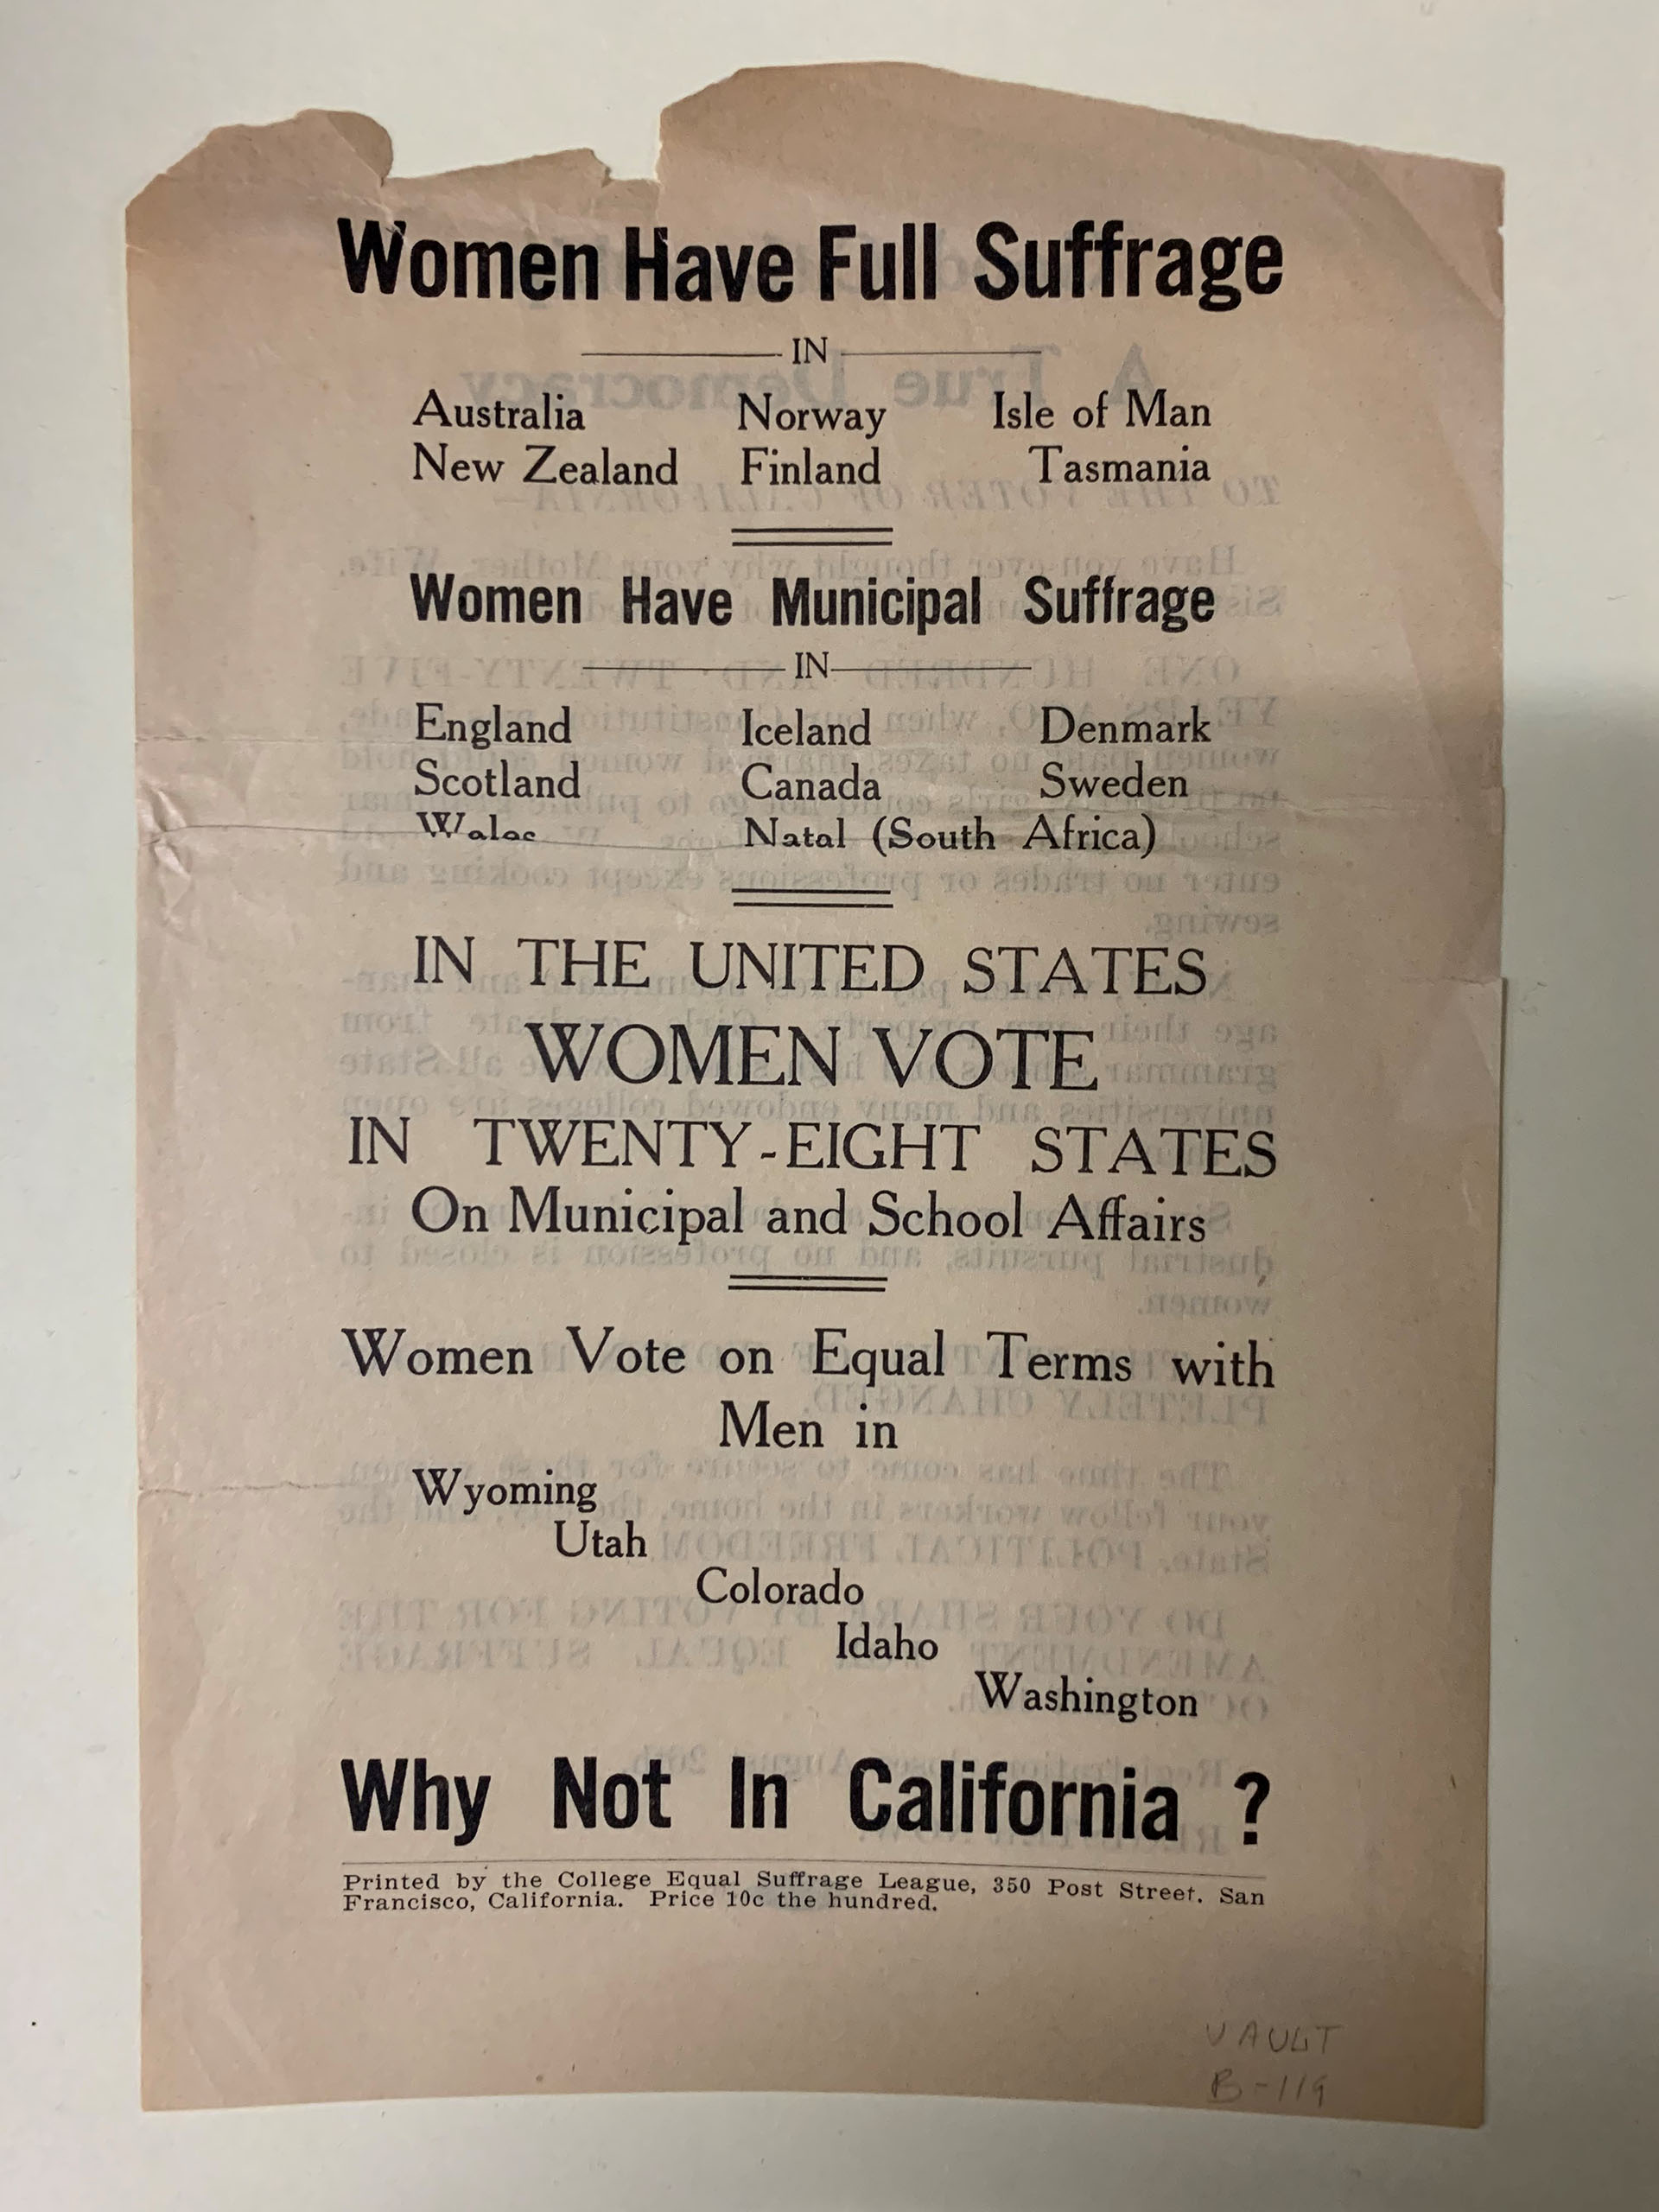 Women Have Full Suffrage
IN
Australia Norway Isle of Man
New Zealand Finland Tasmania
Women Have Municipal Suffrage
IN
England Iceland Denmark
Scotland Canada Sweden
Wales Natal (South Africa)
IN THE UNITED STATES
WOMEN VOTE
IN TWENTY-EIGHT STATES
On Municipal and School Affairs
Women Vote on Equal Terms with
Men in
Wyoming
Utah
Colorado
Idaho
Washington
Why Not In California ?
Printed by the College Equal Suffrage League, 350 Post Street. San
Francisco, California. Price 10c the hundred.
VAULT
B-119